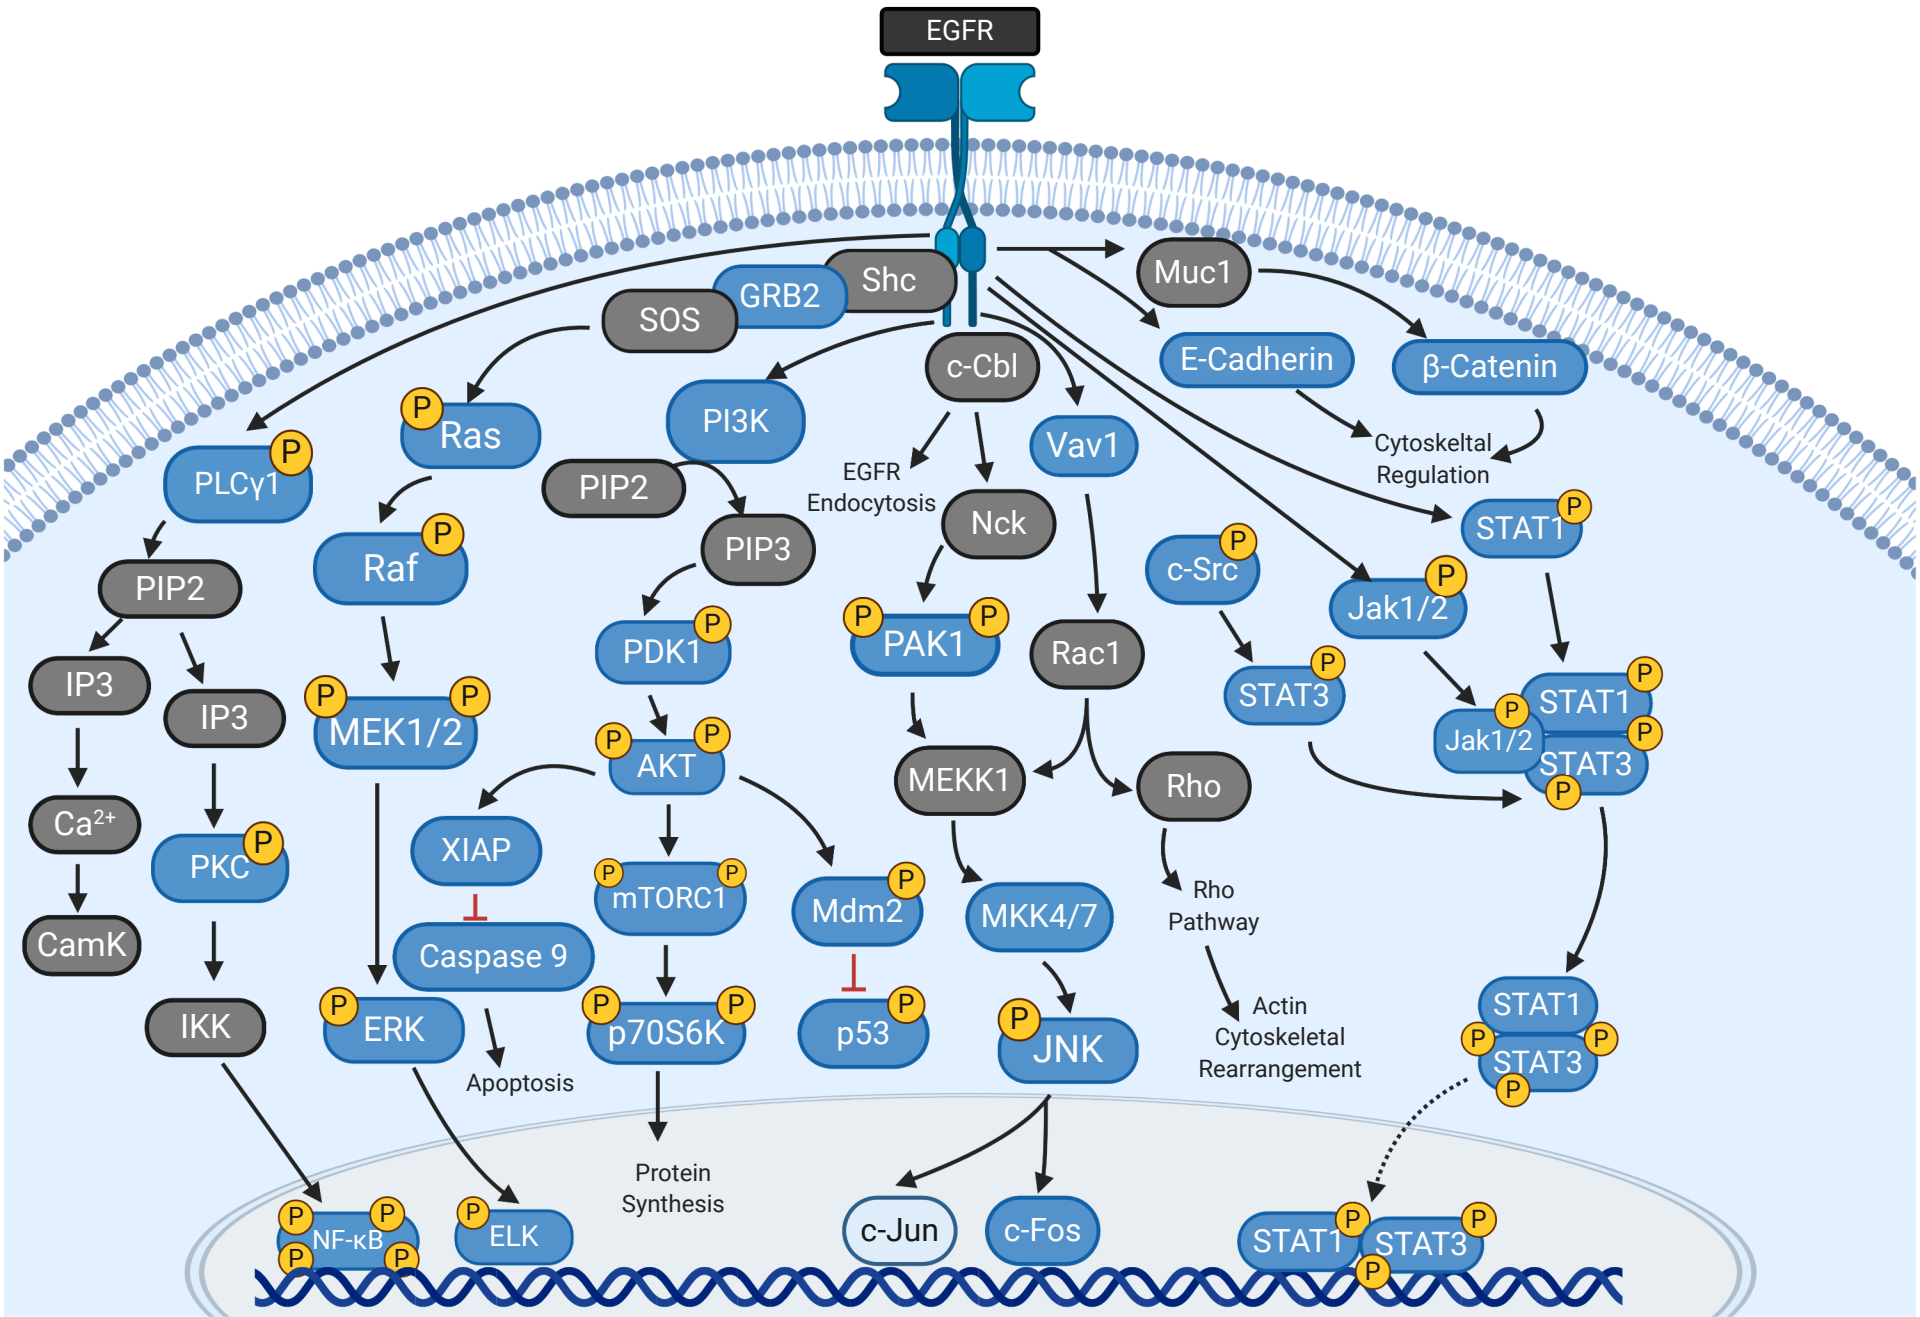 EGFR
Shc
GRB2
SOS
Muc1
E-Cadherin
β-Catenin
Cytoskeltal
Regulation
c-Cbl
P
Ras
PI3K
Vav1
P
PLCγ1
PIP2
EGFR
Endocytosis
Nck
P
STAT1
P
Raf
PIP3
P
c-Src
P
Jak1/2
PIP2
P
PDK1
P
P
PAK1
Rac1
IP3
IP3
P
STAT3
P
P
MEK1/2
P
P
AKT
P
STAT1
P
Jak1/2
P
STAT3
P
MEKK1
Rho
Ca2+
P
PKC
XIAP
P
P
mTORC1
P
Mdm2
MKK4/7
Rho
Pathway
CamK
Caspase 9
IKK
P
ERK
P
P
p70S6K
P
p53
P
JNK
Actin
Cytoskeletal
Rearrangement
STAT1
P
P
STAT3
P
Apoptosis
Protein
Synthesis
P
P
NF-κB
P
P
P
ELK
c-Jun
c-Fos
P
STAT1
P
STAT3
P